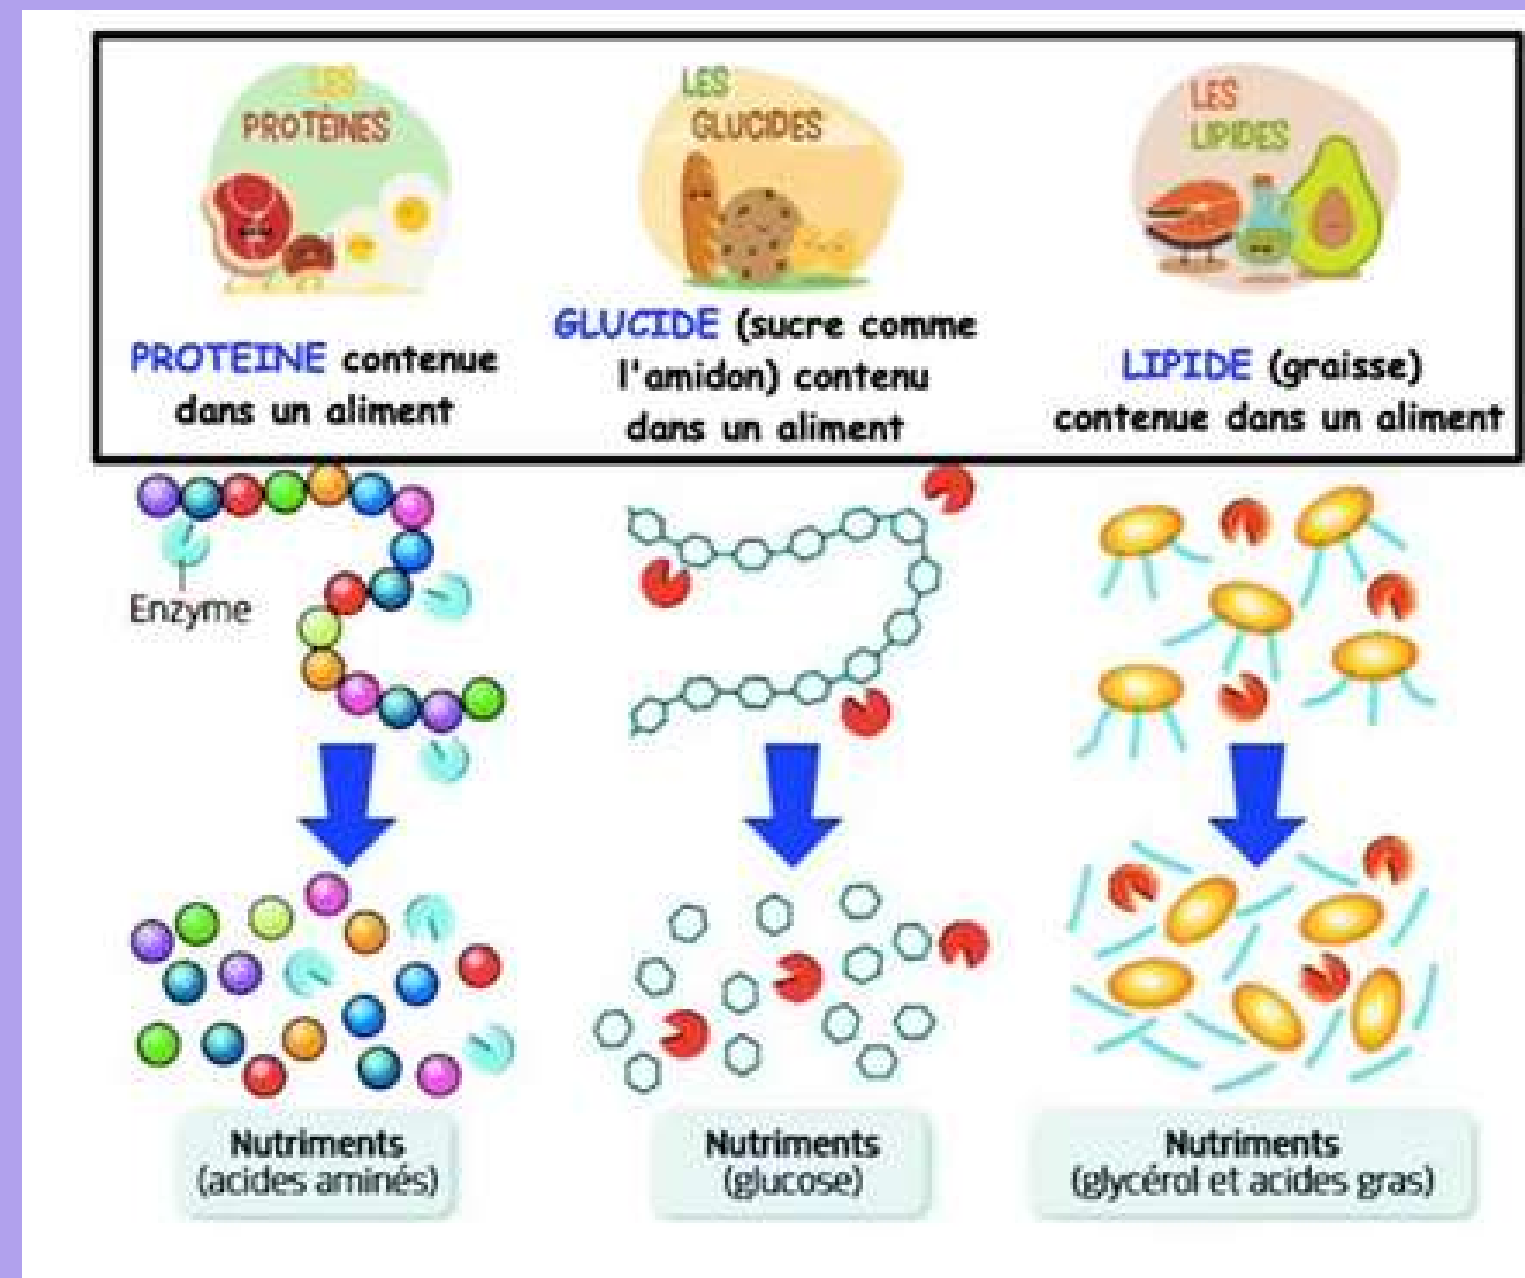 LES
PROTÉINES
LES
GLUCIDES
LES
LIPIDES
PROTEINE contenue
dans un aliment
GLUCIDE (sucre comme
l'amidon) contenu
dans un aliment
LIPIDE (graisse)
contenue dans un aliment
Enzyme
Nutriments
(acides aminés)
Nutriments
(glucose)
Nutriments
(glycérol et acides gras)